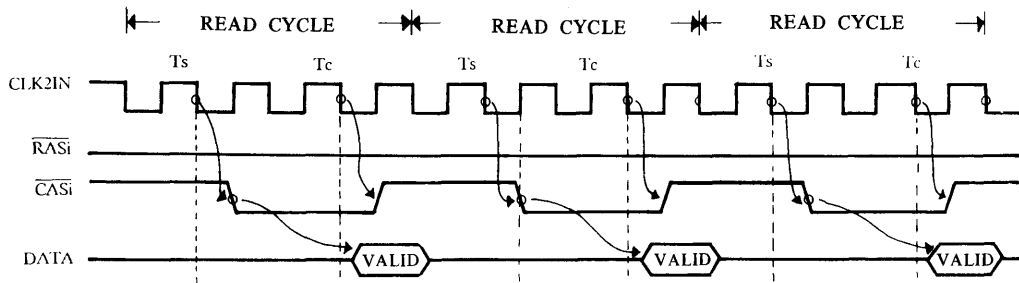 READ CYCLE READ CYCLE READ CYCLE
Ts Tc Ts Tc Ts Tc
CLK2IN
RASi
CASi
DATA VALID VALID VALID